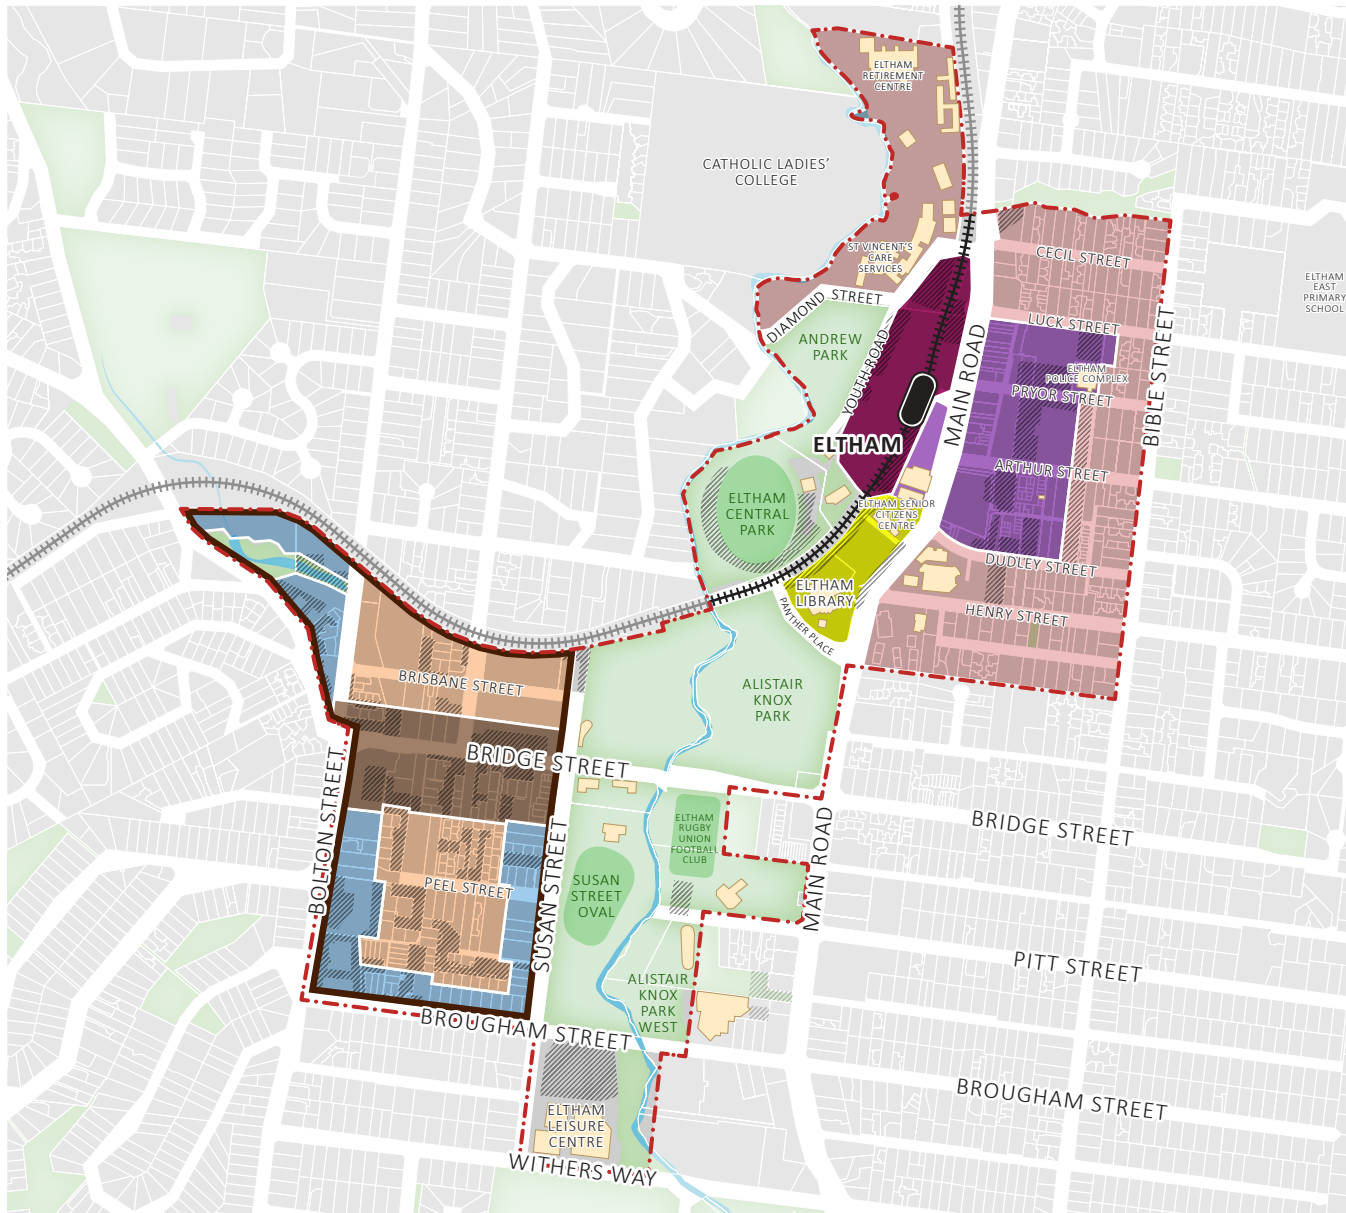 ELTHAM
RETIREMENT
CENTRE
CATHOLIC LADIES’
COLLEGE
ST VINCENT'S
CARE
SERVICES
CECIL STREET
ELTHAM
EAST
PRIMARY
SCHOOL
DIAMOND STREET
LUCK STREET
ANDREW
PARK
YOUTH ROAD
MAIN ROAD
BIBLE STREET
ELTHAM
POLICE COMPLEX
PRYOR STREET
ELTHAM
ARTHUR STREET
ELTHAM
CENTRAL
PARK
ELTHAM SENIOR
CITIZENS
CENTRE
DUDLEY STREET
ELTHAM
LIBRARY
PANTHER PLACE
HENRY STREET
BRISBANE STREET
ALISTAIR
KNOX
PARK
BRIDGE STREET
BOLTON STREET
SUSAN STREET
ELTHAM
RUGBY
UNION
FOOTBALL
CLUB
MAIN ROAD
BRIDGE STREET
PEEL STREET
SUSAN
STREET
OVAL
PITT STREET
ALISTAIR
KNOX
PARK
WEST
BROUGHAM STREET
BROUGHAM STREET
ELTHAM
LEISURE
CENTRE
WITHERS WAY